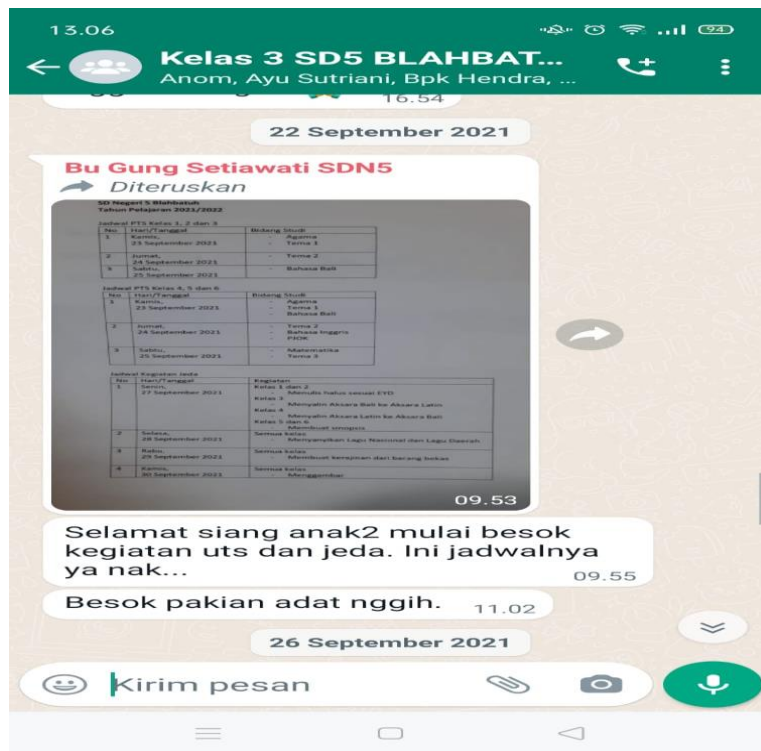 13.06
94
Kelas 3 SD5 BLAHBAT...
Anom, Ayu Sutriani, Bpk Hendra, ...
16.54
22 September 2021
Bu Gung Setiawati SDN5
Diteruskan
SD Negeri 5 Blahbatuh
Tahun Pelajaran 2021/2022
Jadwal PTS Kelas 1, 2 dan 3
No Hari/Tanggal Bidang Studi
1 Kamis, - Agama
23 September 2021 - Tema 1
2 Jumat, - Tema 2
24 September 2021
3 Sabtu, - Bahasa Bali
25 September 2021
Jadwal PTS Kelas 4, 5 dan 6
No Hari/Tanggal Bidang Studi
1 Kamis, - Agama
23 September 2021 - Tema 1
- Bahasa Bali
2 Jumat, - Tema 2
24 September 2021 - Bahasa Inggris
- PJOK
3 Sabtu, - Matematika
25 September 2021 - Tema 3
Jadwal Kegiatan Jeda
No Hari/Tanggal Kegiatan
1 Senin, Kelas 1 dan 2
27 September 2021 - Menulis halus sesuai EYD
Kelas 3
- Menyalin Aksara Bali ke Aksara Latin
Kelas 4
- Menyalin Aksara Latin ke Aksara Bali
Kelas 5 dan 6
- Membuat sinopsis
2 Selasa, Semua kelas
28 September 2021 - Menyanyikan Lagu Nasional dan Lagu Daerah
3 Rabu, Semua kelas
29 September 2021 - Membuat kerajinan dari barang bekas
4 Kamis, Semua kelas
30 September 2021 - Menggambar
09.53
Selamat siang anak2 mulai besok
kegiatan uts dan jeda. Ini jadwalnya
ya nak...
09.55
Besok pakian adat nggih.
11.02
26 September 2021
Kirim pesan